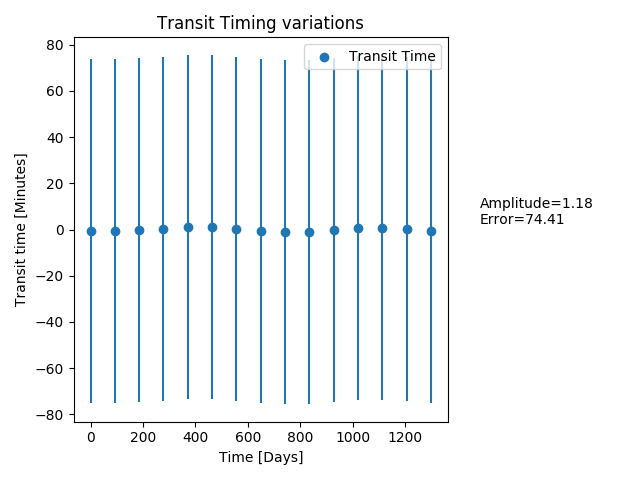 Transit Timing variations
Transit Time
80
60
40
20
0
−20
−40
−60
−80
Transit time [Minutes]
0
200
400
600
800
1000
1200
Time [Days]
Amplitude=1.18
Error=74.41